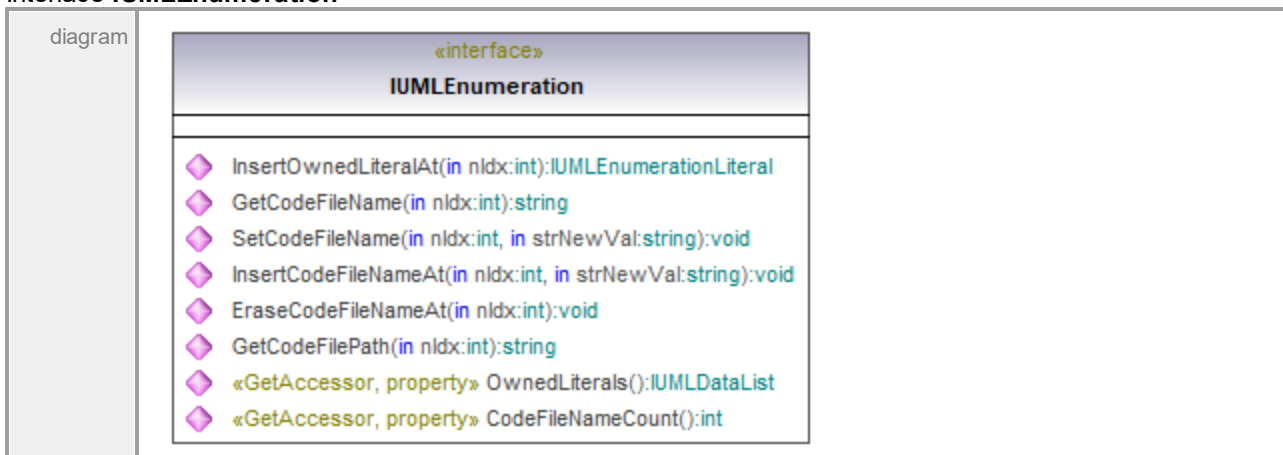 interface IUMLEnumeration
diagram
«interface»
IUMLEnumeration
InsertOwnedLiteralAt(in nIdx:int):IUMLEnumerationLiteral
GetCodeFileName(in nIdx:int):string
SetCodeFileName(in nIdx:int, in strNewVal:string):void
InsertCodeFileNameAt(in nIdx:int, in strNewVal:string):void
EraseCodeFileNameAt(in nIdx:int):void
GetCodeFilePath(in nIdx:int):string
«GetAccessor, property» OwnedLiterals():IUMLDataList
«GetAccessor, property» CodeFileNameCount():int